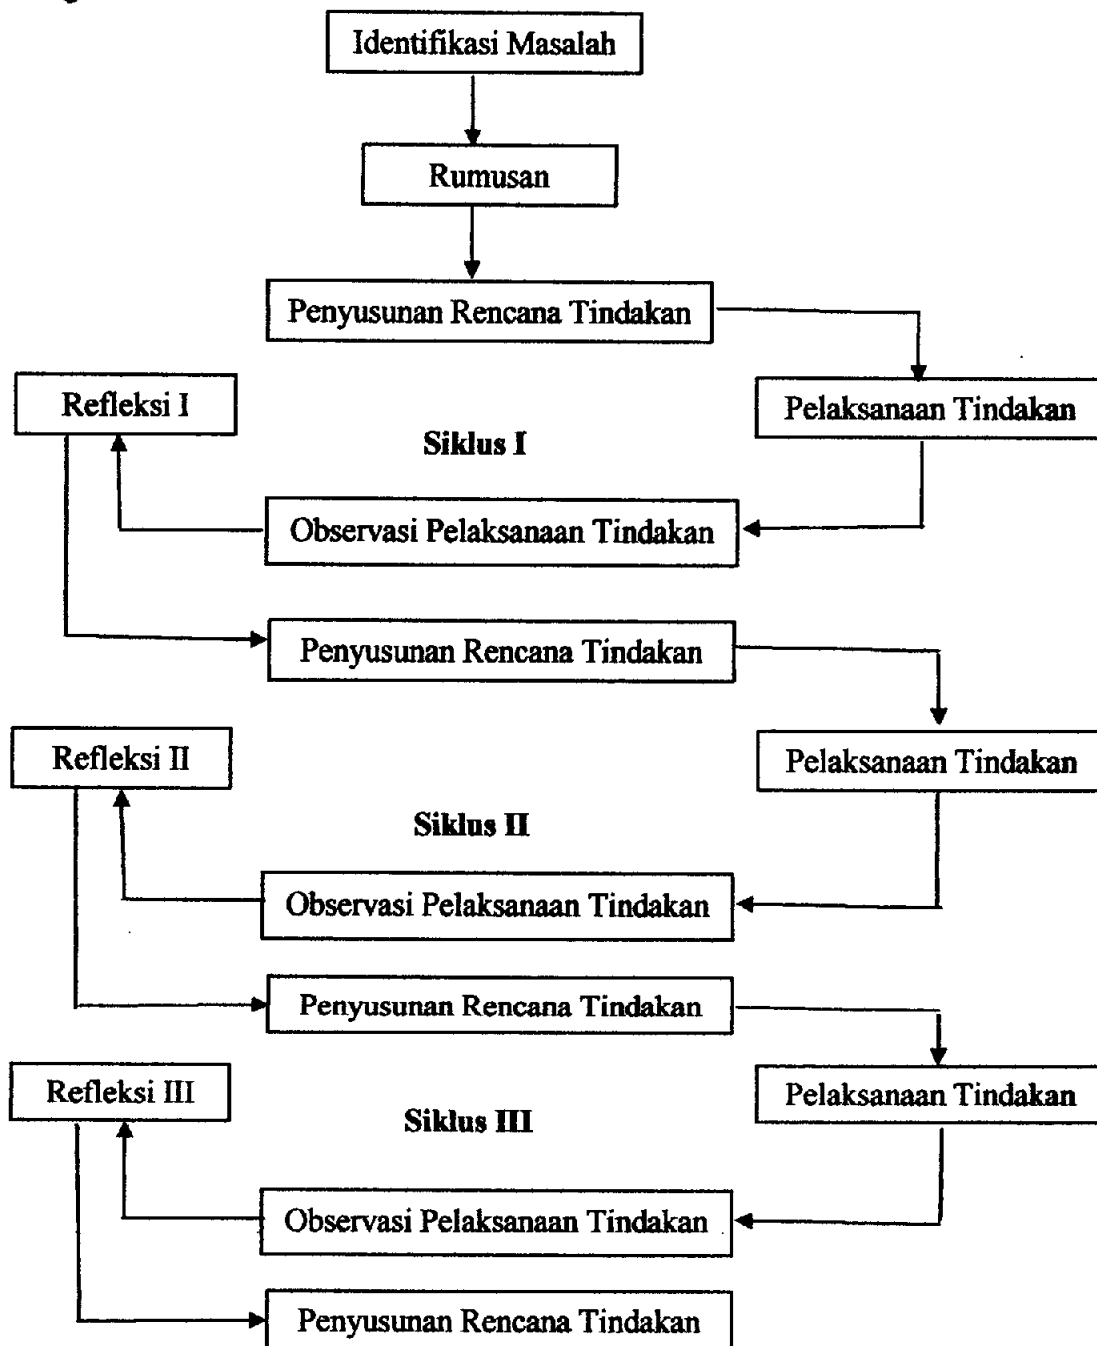 Identifikasi Masalah
Rumusan
Penyusunan Rencana Tindakan
Refleksi I
Pelaksanaan Tindakan
Siklus I
Observasi Pelaksanaan Tindakan
Penyusunan Rencana Tindakan
Refleksi II
Pelaksanaan Tindakan
Siklus II
Observasi Pelaksanaan Tindakan
Penyusunan Rencana Tindakan
Refleksi III
Pelaksanaan Tindakan
Siklus III
Observasi Pelaksanaan Tindakan
Penyusunan Rencana Tindakan